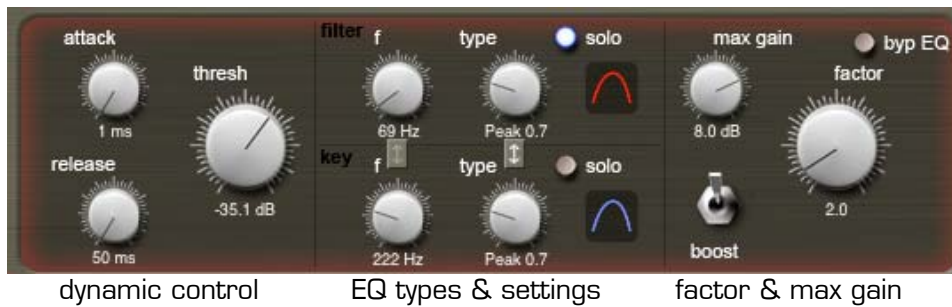 attack
1 ms
release
50 ms
thresh
-35.1 dB
filter f type solo
69 Hz Peak 0.7
key f type solo
222 Hz Peak 0.7
max gain
8.0 dB
byp EQ
factor
2.0
boost
dynamic control
EQ types & settings
factor & max gain